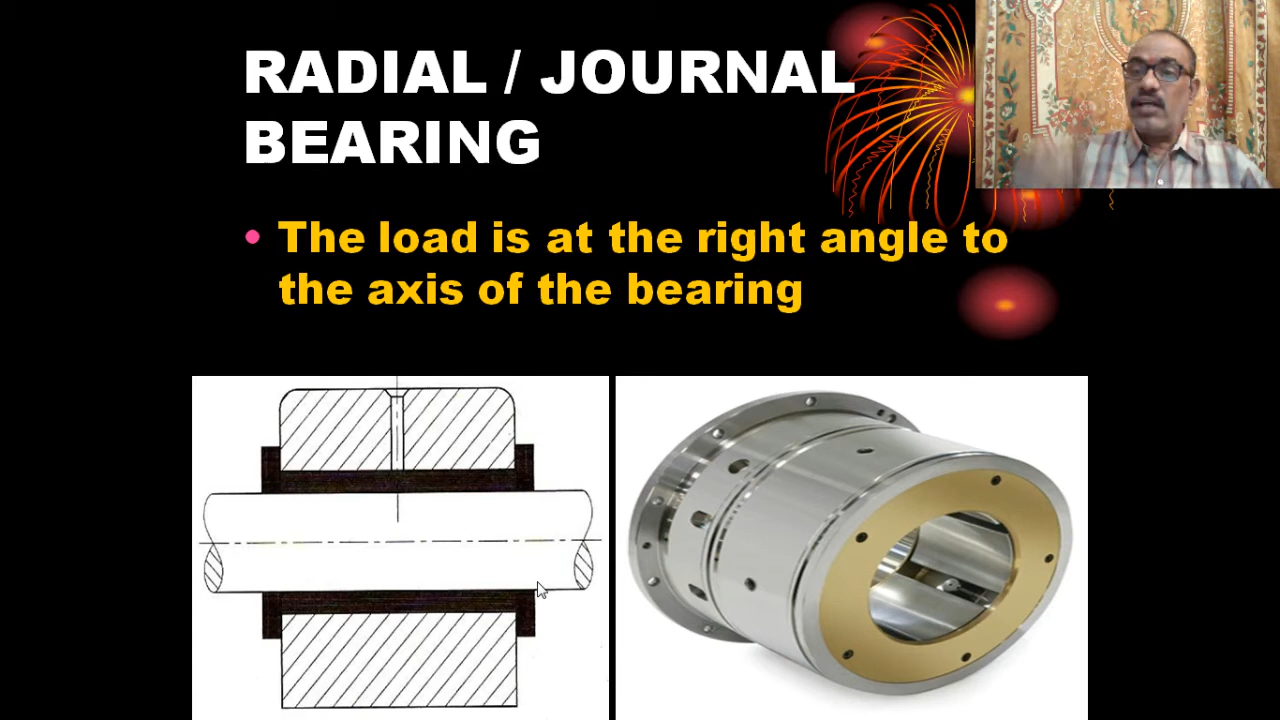 RADIAL / JOURNAL
BEARING
• The load is at the right angle to
the axis of the bearing